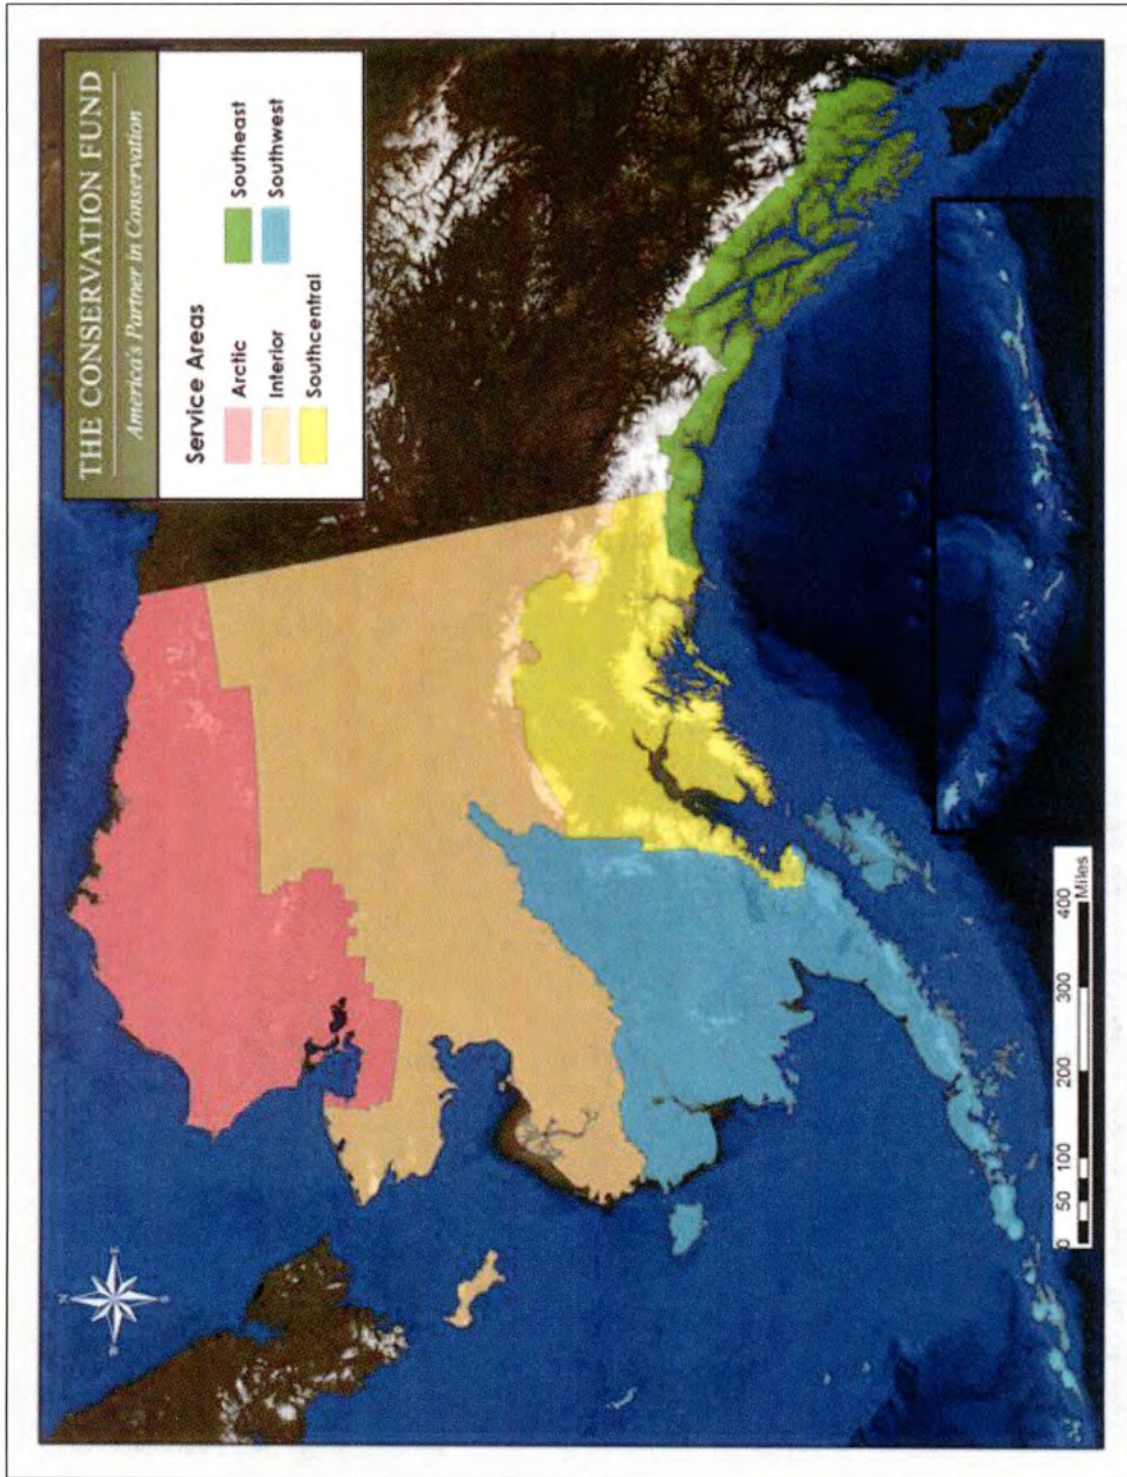 THE CONSERVATION FUND
America's Partner in Conservation
Service Areas
Arctic
Southeast
Interior
Southwest
Southcentral
N
0 50 100 200 300 400
Miles